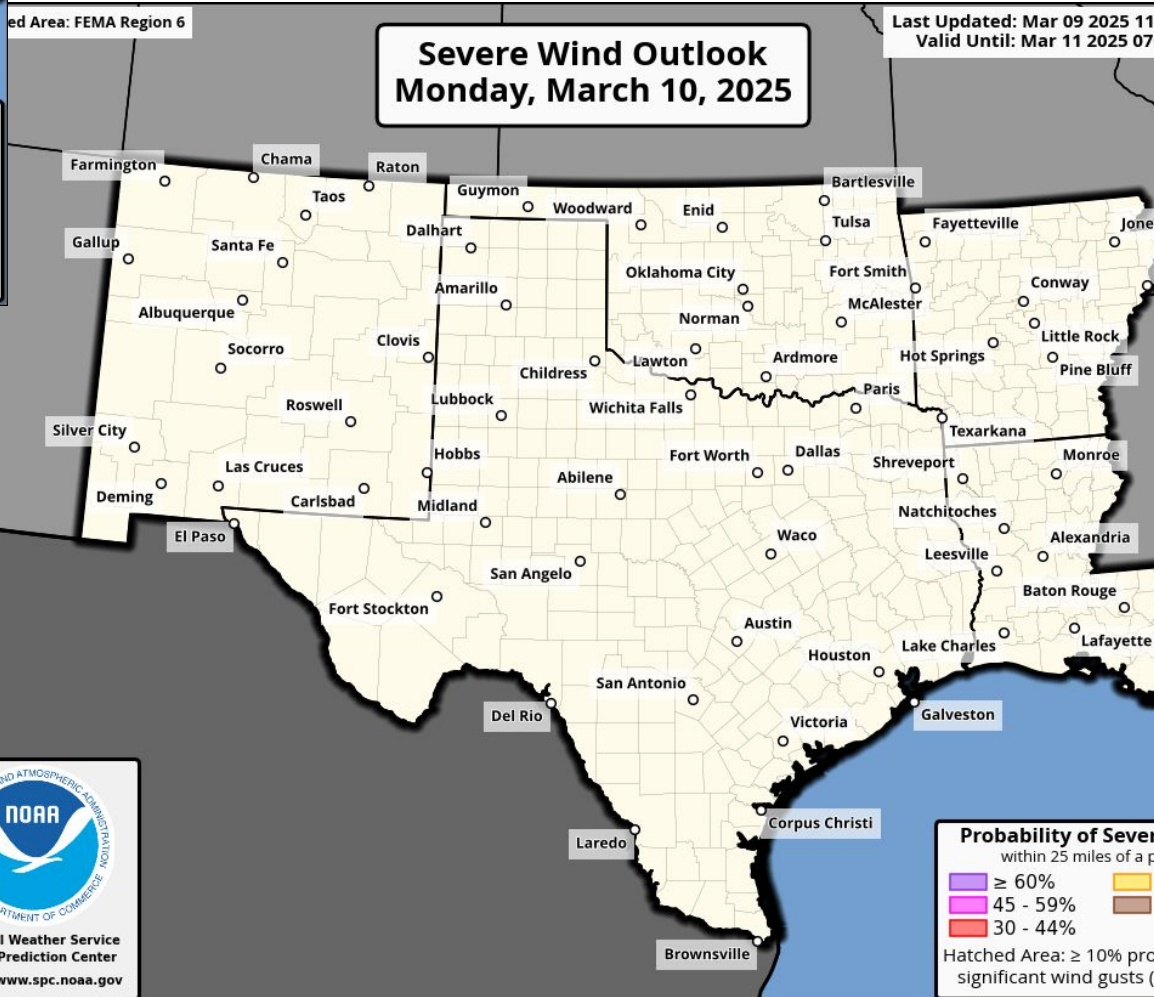 ed Area: FEMA Region 6
Last Updated: Mar 09 2025 11
Valid Until: Mar 11 2025 07
Severe Wind Outlook
Monday, March 10, 2025
Farmington
Chama
Raton
Taos
Guymon
Woodward
Enid
Bartlesville
Tulsa
Fayetteville
Jone
Gallup
Santa Fe
Dalhart
Oklahoma City
Fort Smith
Conway
Amarillo
Albuquerque
Norman
McAlester
Little Rock
Socorro
Clovis
Childress
Lawton
Ardmore
Hot Springs
Pine Bluff
Roswell
Lubbock
Wichita Falls
Paris
Texarkana
Silver City
Las Cruces
Hobbs
Abilene
Fort Worth
Dallas
Shreveport
Monroe
Deming
Carlsbad
Midland
Natchitoches
El Paso
San Angelo
Waco
Leesville
Alexandria
Fort Stockton
Austin
Baton Rouge
Houston
Lake Charles
Lafayette
San Antonio
Del Rio
Victoria
Galveston
Laredo
Corpus Christi
Brownsville
ND ATMOSPHERIC ADMINISTRATION
NOAA
RTMENT OF COMMERCE
l Weather Service
Prediction Center
www.spc.noaa.gov
Probability of Sever
within 25 miles of a p
≥ 60%
45 - 59%
30 - 44%
Hatched Area: ≥ 10% pro
significant wind gusts (